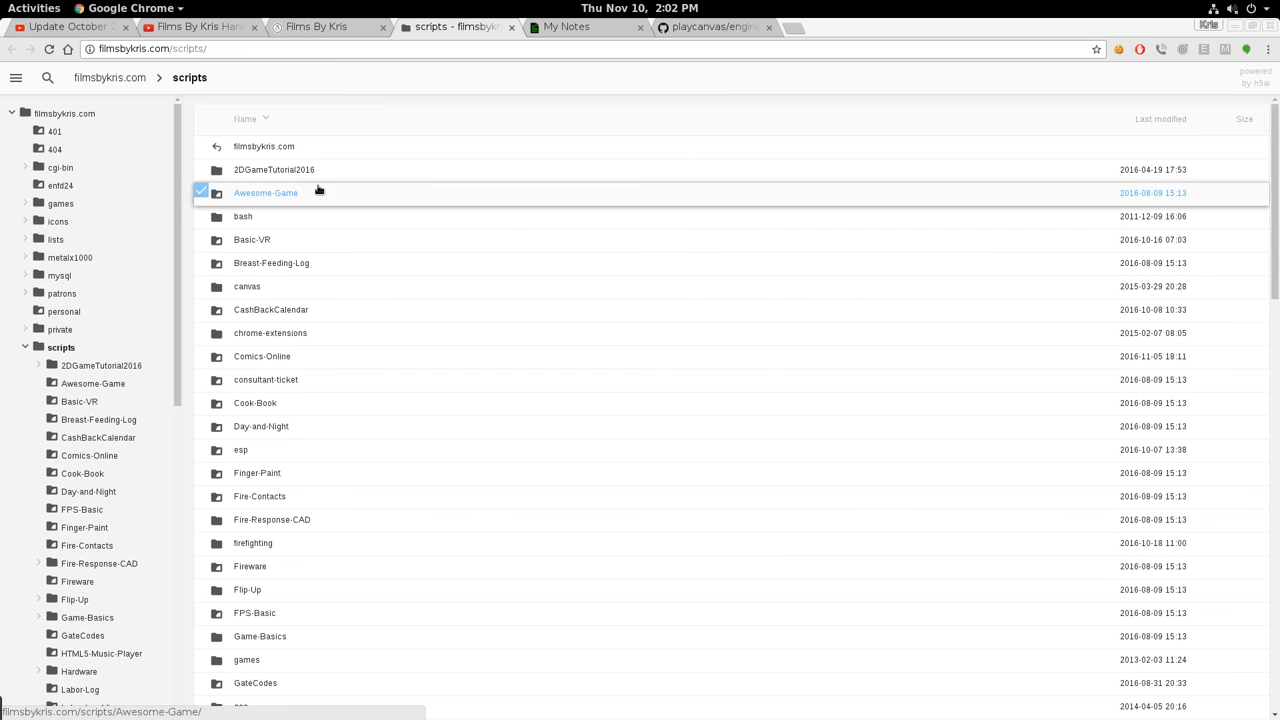 Activities Google Chrome Thu Nov 10, 2:02 PM
Update October 2 Films By Kris Hard Films By Kris scripts - filmsbykri My Notes playcanvas/engin Kris
filmsbykris.com/scripts/
filmsbykris.com scripts powered
by h5ai
Name Last modified Size
filmsbykris.com
2DGameTutorial2016 2016-04-19 17:53
Awesome-Game 2016-08-09 15:13
bash 2011-12-09 16:06
Basic-VR 2016-10-16 07:03
Breast-Feeding-Log 2016-08-09 15:13
canvas 2015-03-29 20:28
CashBackCalendar 2016-10-08 10:33
chrome-extensions 2015-02-07 08:05
Comics-Online 2016-11-05 18:11
consultant-ticket 2016-08-09 15:13
Cook-Book 2016-08-09 15:13
Day-and-Night 2016-08-09 15:13
esp 2016-10-07 13:38
Finger-Paint 2016-08-09 15:13
Fire-Contacts 2016-08-09 15:13
Fire-Response-CAD 2016-08-09 15:13
firefighting 2016-10-18 11:00
Fireware 2016-08-09 15:13
Flip-Up 2016-08-09 15:13
FPS-Basic 2016-08-09 15:13
Game-Basics 2016-08-09 15:13
games 2013-02-03 11:24
GateCodes 2016-08-31 20:33
2014-04-05 20:16
filmsbykris.com
401
404
cgi-bin
enfd24
games
icons
lists
metalx1000
mysql
patrons
personal
private
scripts
2DGameTutorial2016
Awesome-Game
Basic-VR
Breast-Feeding-Log
CashBackCalendar
Comics-Online
Cook-Book
Day-and-Night
FPS-Basic
Finger-Paint
Fire-Contacts
Fire-Response-CAD
Fireware
Flip-Up
Game-Basics
GateCodes
HTML5-Music-Player
Hardware
Labor-Log
filmsbykris.com/scripts/Awesome-Game/